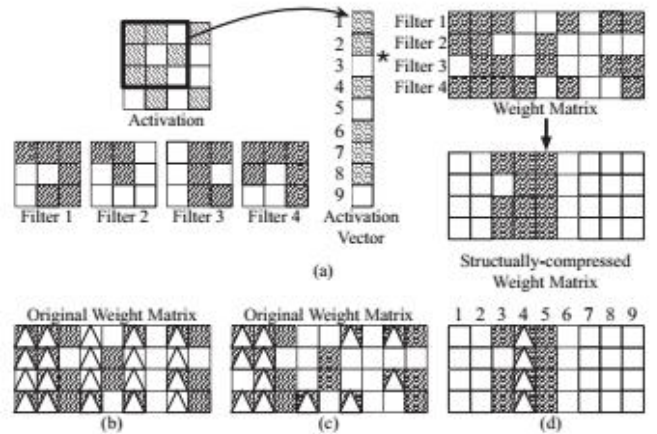 1
2
3
4
5
6
7
8
9
*
Filter 1
Filter 2
Filter 3
Filter 4
Weight Matrix
Activation
Filter 1 Filter 2 Filter 3 Filter 4
Activation
Vector
(a)
Structually-compressed
Weight Matrix
Original Weight Matrix
(b)
Original Weight Matrix
(c)
1 2 3 4 5 6 7 8 9
(d)